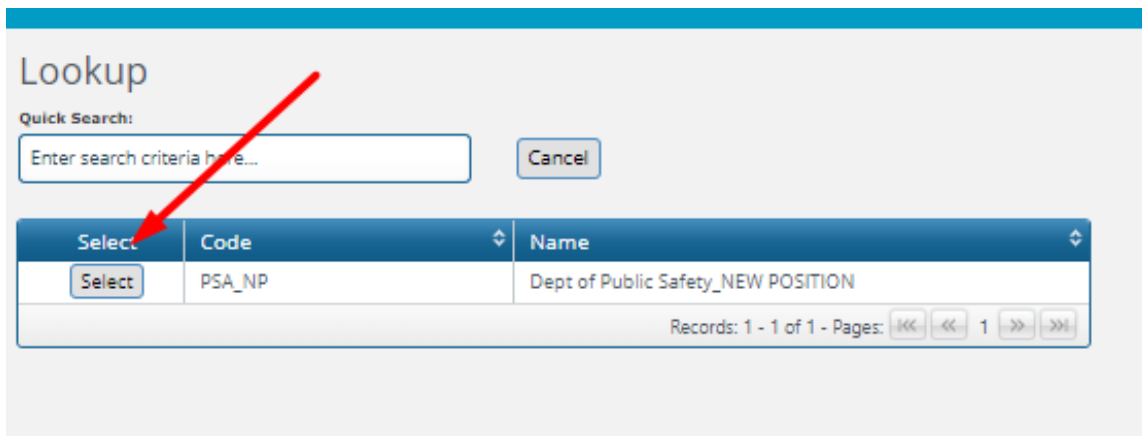 Lookup
Quick Search:
Enter search criteria here... Cancel
Select Code Name
Select PSA_NP Dept of Public Safety_NEW POSITION
Records: 1 - 1 of 1 - Pages: 1